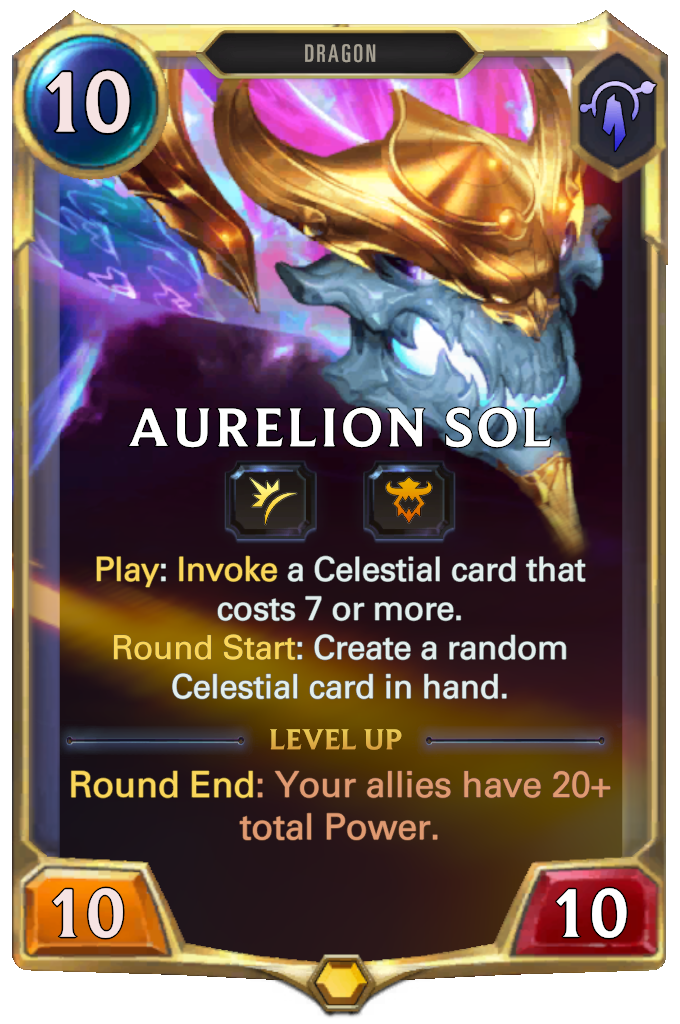 DRAGON
10
AURELION SOL
Play: Invoke a Celestial card that
costs 7 or more.
Round Start: Create a random
Celestial card in hand.
LEVEL UP
Round End: Your allies have 20+
total Power.
10
10